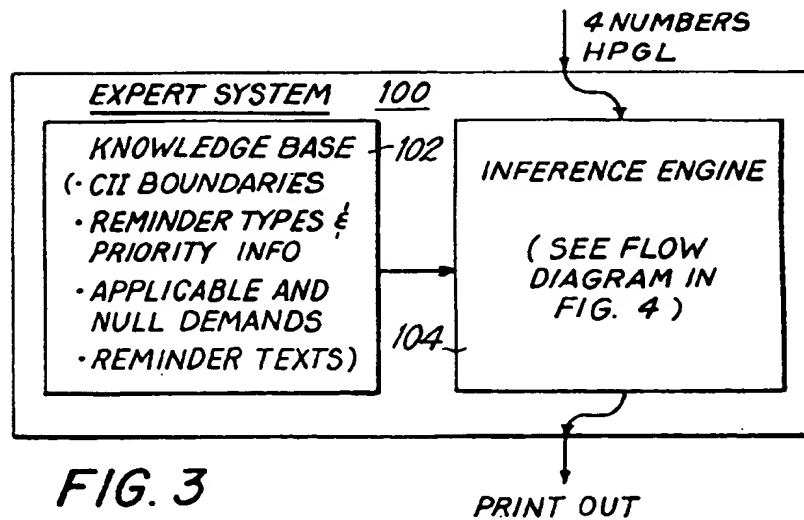 4 NUMBERS
HPGL
EXPERT SYSTEM 100
KNOWLEDGE BASE 102
(· CII BOUNDARIES
· REMINDER TYPES &
PRIORITY INFO
· APPLICABLE AND
NULL DEMANDS
· REMINDER TEXTS)
INFERENCE ENGINE
(SEE FLOW
DIAGRAM IN
FIG. 4)
104
FIG. 3
PRINT OUT